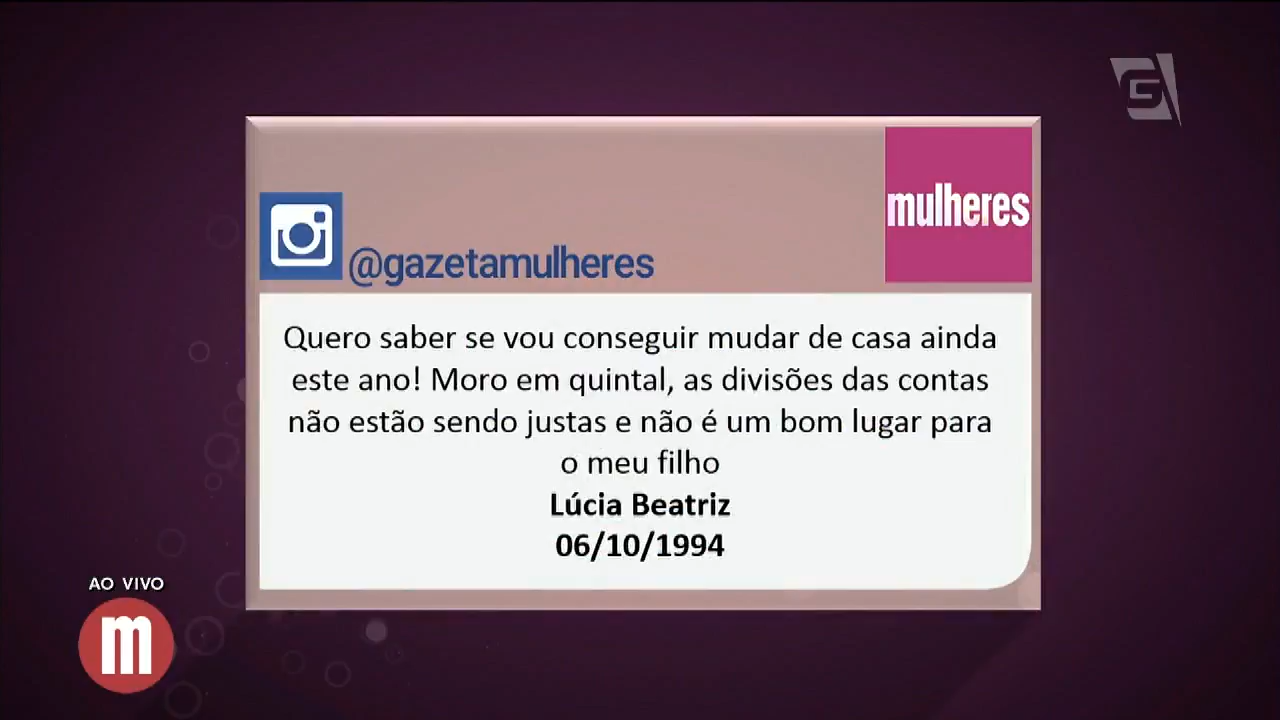 mulheres
@gazetamulheres
Quero saber se vou conseguir mudar de casa ainda
este ano! Moro em quintal, as divisões das contas
não estão sendo justas e não é um bom lugar para
o meu filho
Lúcia Beatriz
06/10/1994
AO VIVO
m